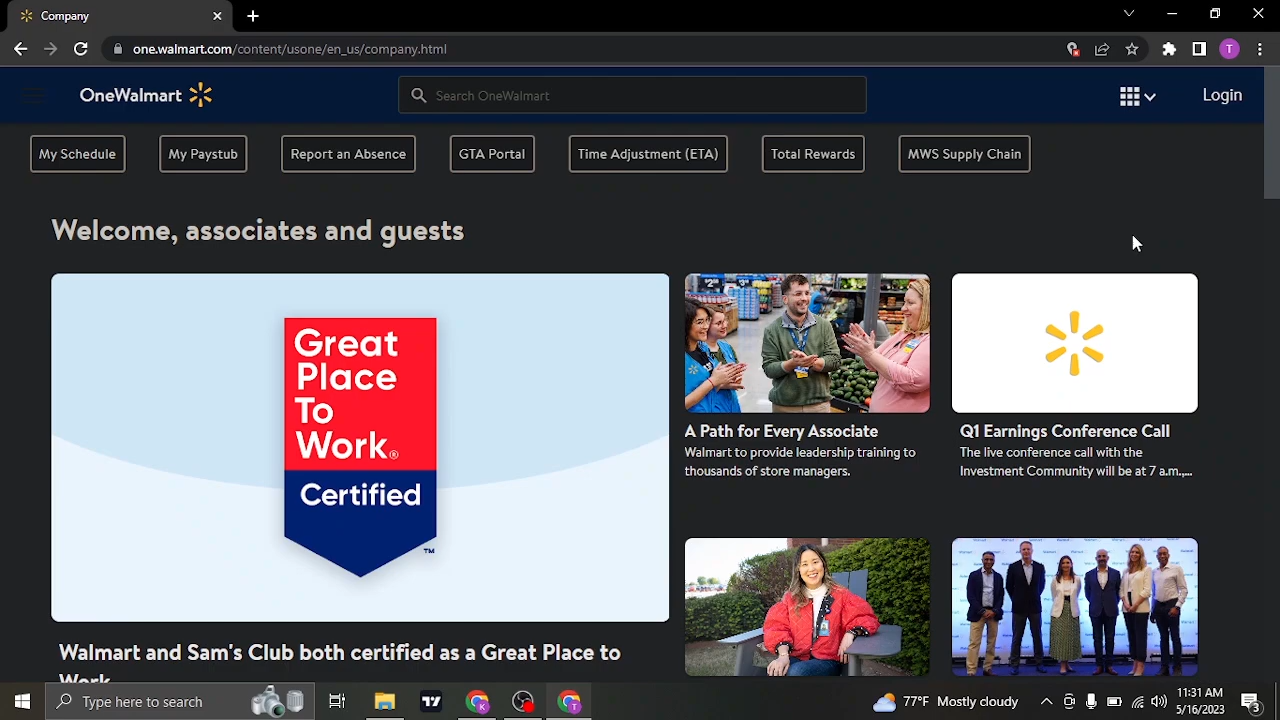 Company
one.walmart.com/content/usone/en_us/company.html
T
OneWalmart
Search OneWalmart
Login
My Schedule
My Paystub
Report an Absence
GTA Portal
Time Adjustment (ETA)
Total Rewards
MWS Supply Chain
Welcome, associates and guests
Great
Place
To
Work®
Certified
™
A Path for Every Associate
Walmart to provide leadership training to
thousands of store managers.
Q1 Earnings Conference Call
The live conference call with the
Investment Community will be at 7 a.m.,...
Walmart and Sam's Club both certified as a Great Place to
Work
Type here to search
K
T
77°F Mostly cloudy
11:31 AM
5/16/2023
3